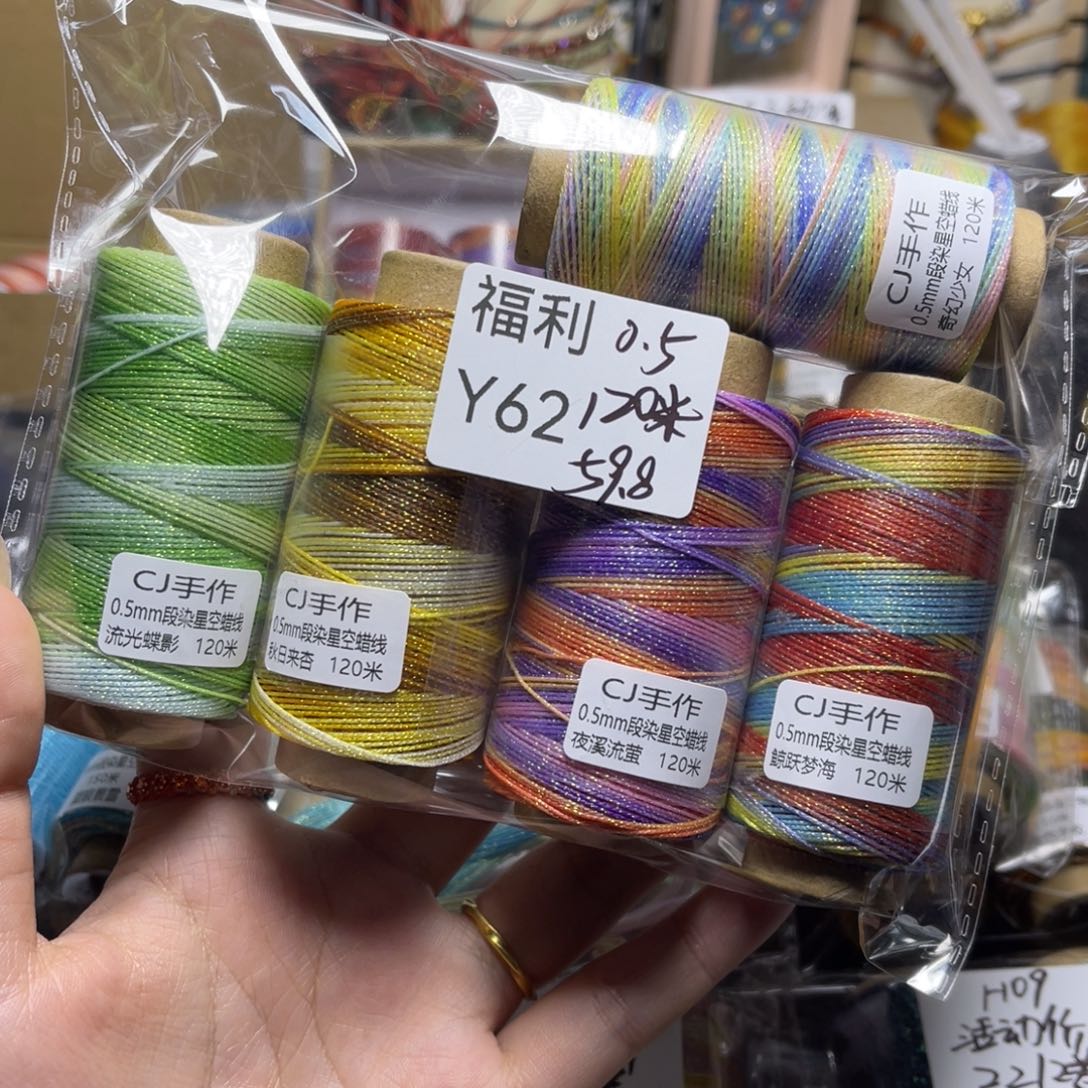 CJ手作
0.5mm段染星空蜡线
奇幻少女 120米
福利 0.5
Y62 120米
59.8
CJ手作
0.5mm段染星空蜡线
流光蝶影 120米
CJ手作
0.5mm段染星空蜡线
秋日来杏 120米
CJ手作
0.5mm段染星空蜡线
夜溪流萤 120米
CJ手作
0.5mm段染星空蜡线
鲸跃梦海 120米
H09
活动价